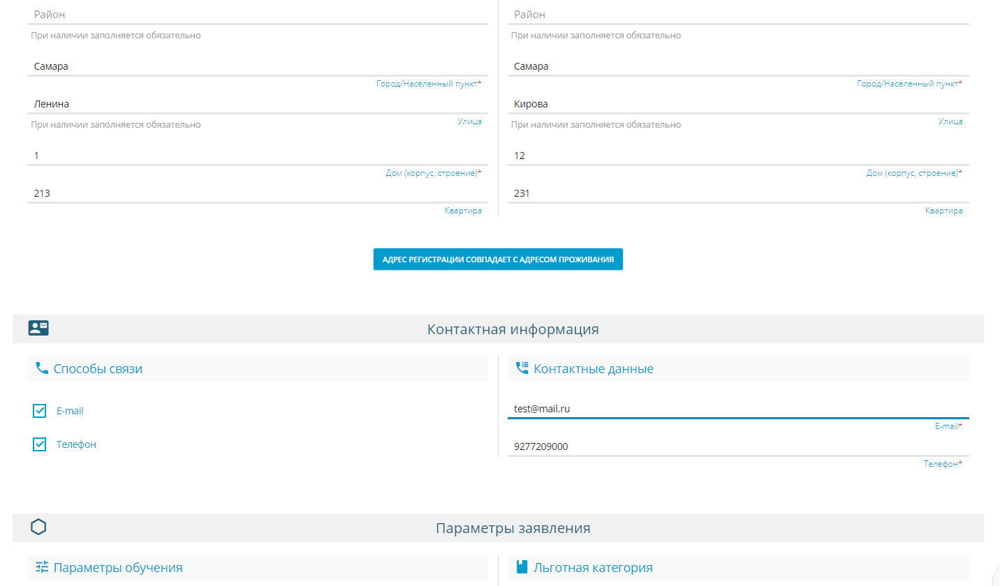 Район
При наличии заполняется обязательно
Самара
Город/Населенный пункт*
Ленина
Улица
При наличии заполняется обязательно
1
Дом (корпус, строение)*
213
Квартира
Район
При наличии заполняется обязательно
Самара
Город/Населенный пункт*
Кирова
Улица
При наличии заполняется обязательно
12
Дом (корпус, строение)*
231
Квартира
АДРЕС РЕГИСТРАЦИИ СОВПАДАЕТ С АДРЕСОМ ПРОЖИВАНИЯ
Контактная информация
Способы связи
E-mail
Телефон
Контактные данные
test@mail.ru
E-mail*
9277209000
Телефон*
Параметры заявления
Параметры обучения
Льготная категория